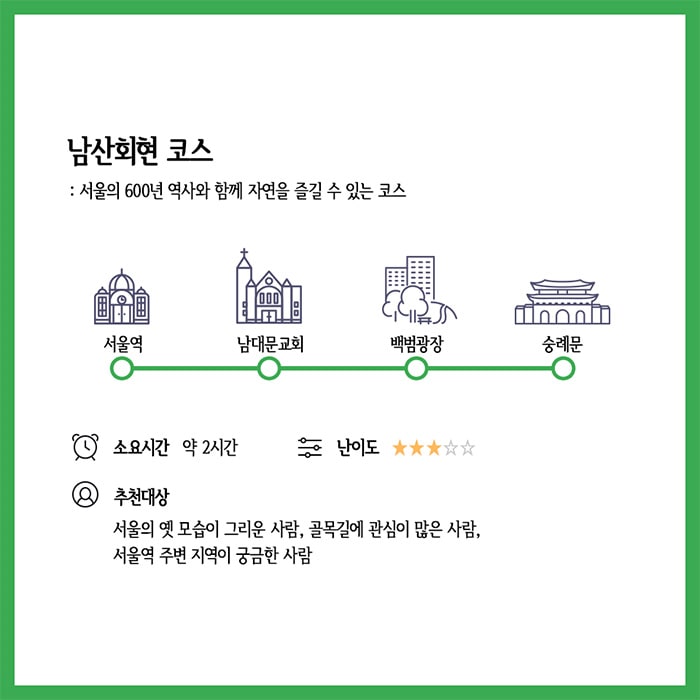 남산회현 코스
: 서울의 600년 역사와 함께 자연을 즐길 수 있는 코스
서울역 남대문교회 백범광장 숭례문
소요시간 약 2시간 난이도 ★★★☆☆
추천대상
서울의 옛 모습이 그리운 사람, 골목길에 관심이 많은 사람,
서울역 주변 지역이 궁금한 사람